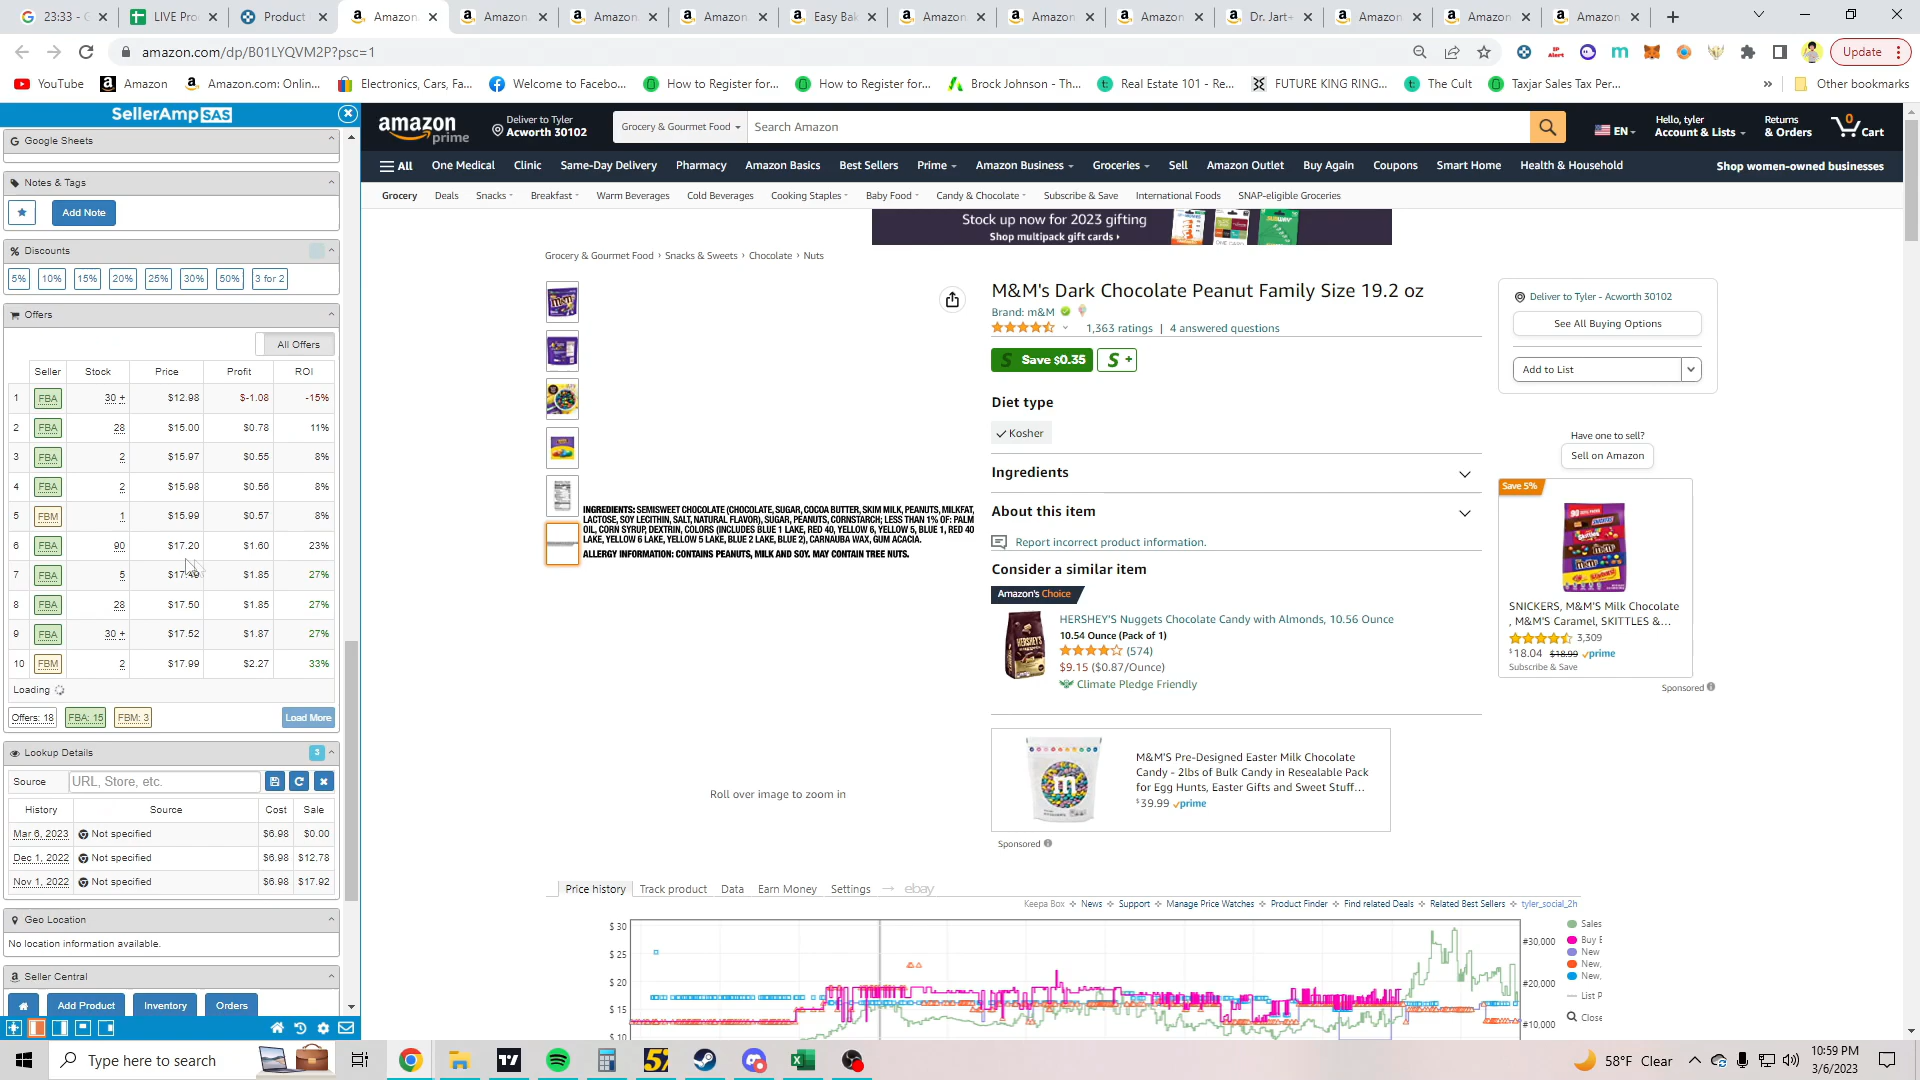 23:33 - G
LIVE Pro
Product
Amazon
Amazon.
Amazon.
Amazon
Easy Bak
Amazon
Amazon
Amazon
Dr. Jart+
Amazon
Amazon
Amazon
amazon.com/dp/B01LYQVM2P?psc=1
Update
YouTube
Amazon
Amazon.com: Onlin...
Electronics, Cars, Fa...
Welcome to Facebo...
How to Register for...
How to Register for...
Brock Johnson - Th...
Real Estate 101 - Re...
FUTURE KING RING...
The Cult
Taxjar Sales Tax Per...
»
Other bookmarks
SellerAmp SAS
Google Sheets
Notes & Tags
Add Note
Discounts
5% 10% 15% 20% 25% 30% 50% 3 for 2
Offers
All Offers
Seller Stock Price Profit ROI
1 FBA 30 + $12.98 $-1.08 -15%
2 FBA 28 $15.00 $0.78 11%
3 FBA 2 $15.97 $0.55 8%
4 FBA 2 $15.98 $0.56 8%
5 FBM 1 $15.99 $0.57 8%
6 FBA 90 $17.20 $1.60 23%
7 FBA 5 $17.49 $1.85 27%
8 FBA 28 $17.50 $1.85 27%
9 FBA 30 + $17.52 $1.87 27%
10 FBM 2 $17.99 $2.27 33%
Loading
Offers: 18 FBA: 15 FBM: 3 Load More
Lookup Details 3
Source URL, Store, etc.
History Source Cost Sale
Mar 6, 2023 Not specified $6.98 $0.00
Dec 1, 2022 Not specified $6.98 $12.78
Nov 1, 2022 Not specified $6.98 $17.92
Geo Location
No location information available.
Seller Central
Add Product Inventory Orders
amazon prime
Deliver to Tyler
Acworth 30102
Grocery & Gourmet Food
Search Amazon
EN
Hello, tyler
Account & Lists
Returns
& Orders
0
Cart
All One Medical Clinic Same-Day Delivery Pharmacy Amazon Basics Best Sellers Prime Amazon Business Groceries Sell Amazon Outlet Buy Again Coupons Smart Home Health & Household
Shop women-owned businesses
Grocery Deals Snacks Breakfast Warm Beverages Cold Beverages Cooking Staples Baby Food Candy & Chocolate Subscribe & Save International Foods SNAP-eligible Groceries
Stock up now for 2023 gifting
Shop multipack gift cards ›
Grocery & Gourmet Food › Snacks & Sweets › Chocolate › Nuts
INGREDIENTS: SEMISWEET CHOCOLATE (CHOCOLATE, SUGAR, COCOA BUTTER, SKIM MILK, PEANUTS, MILKFAT,
LACTOSE, SOY LECITHIN, SALT, NATURAL FLAVOR), SUGAR, PEANUTS, CORNSTARCH; LESS THAN 1% OF: PALM
OIL, CORN SYRUP, DEXTRIN, COLORS (INCLUDES BLUE 1 LAKE, RED 40, YELLOW 6, YELLOW 5, BLUE 1, RED 40
LAKE, YELLOW 6 LAKE, YELLOW 5 LAKE, BLUE 2 LAKE, BLUE 2), CARNAUBA WAX, GUM ACACIA.
ALLERGY INFORMATION: CONTAINS PEANUTS, MILK AND SOY. MAY CONTAIN TREE NUTS.
Roll over image to zoom in
M&M's Dark Chocolate Peanut Family Size 19.2 oz
Brand: m&M
1,363 ratings | 4 answered questions
S Save $0.35
S +
Diet type
Kosher
Ingredients
About this item
Report incorrect product information.
Consider a similar item
Amazon's Choice
HERSHEY'S
HERSHEY'S Nuggets Chocolate Candy with Almonds, 10.56 Ounce
10.54 Ounce (Pack of 1)
(574)
$9.15 ($0.87/Ounce)
Climate Pledge Friendly
M&M'S Pre-Designed Easter Milk Chocolate
Candy - 2lbs of Bulk Candy in Resealable Pack
for Egg Hunts, Easter Gifts and Sweet Stuff...
$39.99 prime
Sponsored
Deliver to Tyler - Acworth 30102
See All Buying Options
Add to List
Have one to sell?
Sell on Amazon
Save 5%
SNICKERS, M&M'S Milk Chocolate
, M&M'S Caramel, SKITTLES &...
3,309
$18.04 $18.99 prime
Subscribe & Save
Sponsored
Price history Track product Data Earn Money Settings → ebay
Keepa Box News Support Manage Price Watches Product Finder Find related Deals Related Best Sellers tyler_social_2h
$ 30
$ 25
$ 20
$ 15
$ 10
#30,000
#20,000
#10,000
Sales
Buy E
New
New,
New,
List P
Close
Type here to search
58°F Clear
10:59 PM
3/6/2023